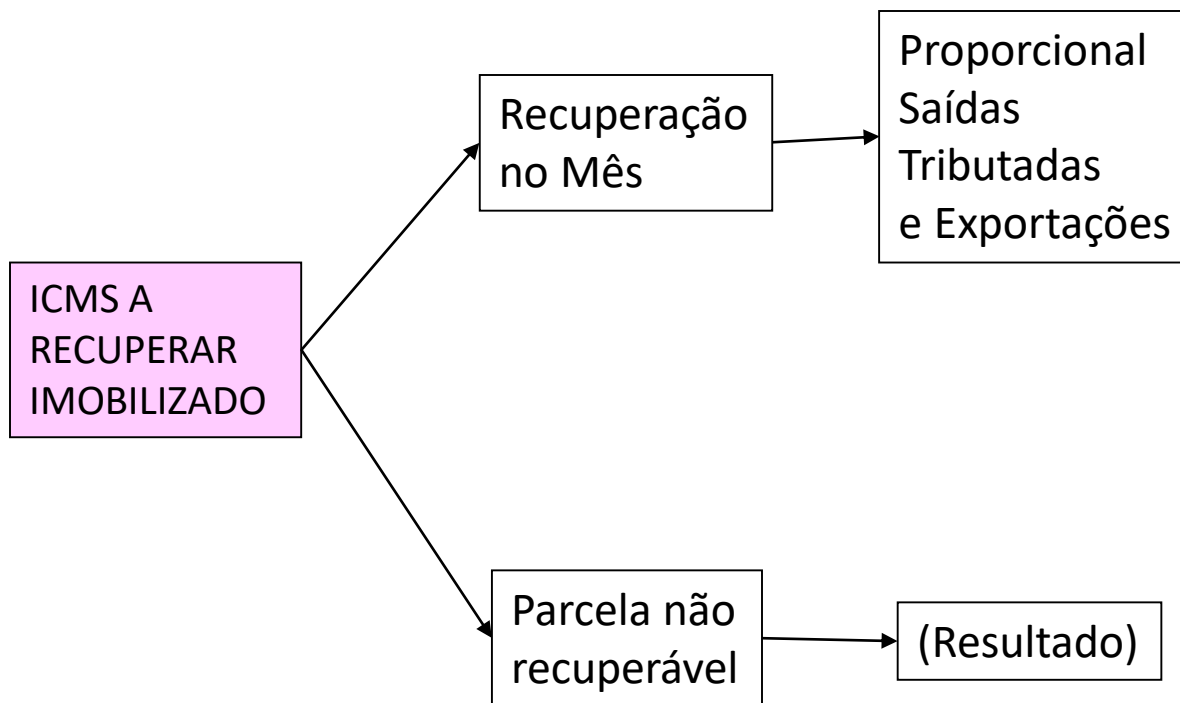 Proporcional
Saídas
Tributadas
e Exportações
Recuperação
no Mês
ICMS A
RECUPERAR
IMOBILIZADO
Parcela não
recuperável
(Resultado)